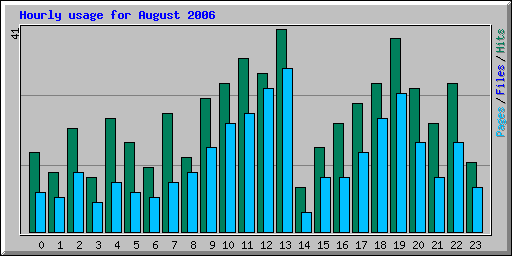 Hourly usage for August 2006
41
Pages/Files/Hits
0 1 2 3 4 5 6 7 8 9 10 11 12 13 14 15 16 17 18 19 20 21 22 23